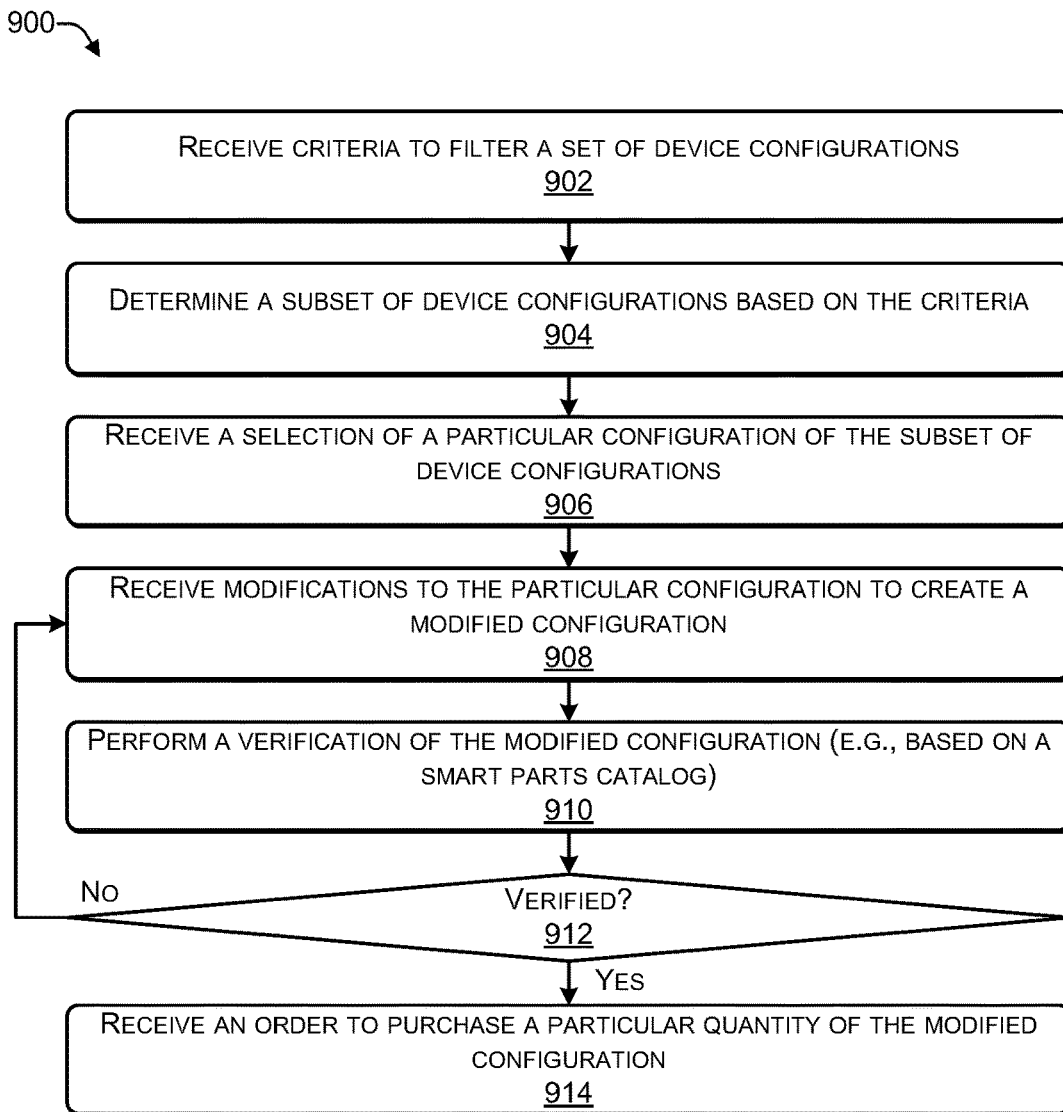 900
RECEIVE CRITERIA TO FILTER A SET OF DEVICE CONFIGURATIONS
902
DETERMINE A SUBSET OF DEVICE CONFIGURATIONS BASED ON THE CRITERIA
904
RECEIVE A SELECTION OF A PARTICULAR CONFIGURATION OF THE SUBSET OF
DEVICE CONFIGURATIONS
906
RECEIVE MODIFICATIONS TO THE PARTICULAR CONFIGURATION TO CREATE A
MODIFIED CONFIGURATION
908
PERFORM A VERIFICATION OF THE MODIFIED CONFIGURATION (E.G., BASED ON A
SMART PARTS CATALOG)
910
NO
VERIFIED?
912
YES
RECEIVE AN ORDER TO PURCHASE A PARTICULAR QUANTITY OF THE MODIFIED
CONFIGURATION
914